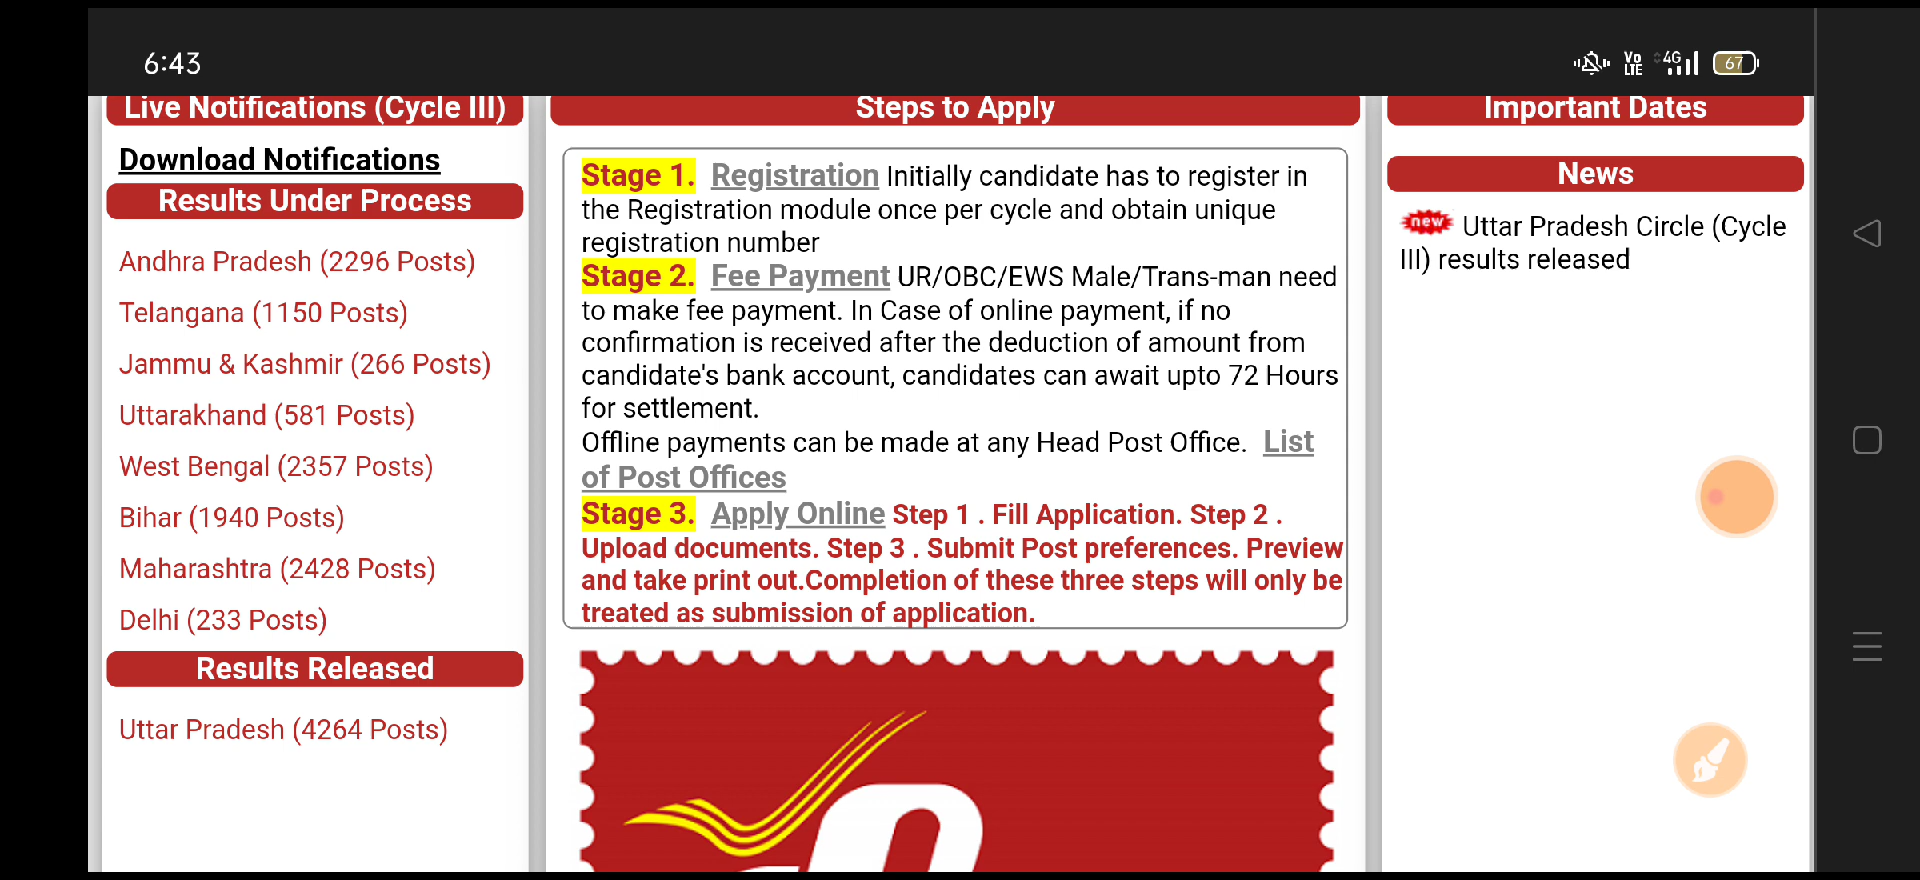 6:43
Vo LTE 4G 67
Live Notifications (Cycle III)
Download Notifications
Results Under Process
Andhra Pradesh (2296 Posts)
Telangana (1150 Posts)
Jammu & Kashmir (266 Posts)
Uttarakhand (581 Posts)
West Bengal (2357 Posts)
Bihar (1940 Posts)
Maharashtra (2428 Posts)
Delhi (233 Posts)
Results Released
Uttar Pradesh (4264 Posts)
Steps to Apply
Stage 1. Registration Initially candidate has to register in
the Registration module once per cycle and obtain unique
registration number
Stage 2. Fee Payment UR/OBC/EWS Male/Trans-man need
to make fee payment. In Case of online payment, if no
confirmation is received after the deduction of amount from
candidate's bank account, candidates can await upto 72 Hours
for settlement.
Offline payments can be made at any Head Post Office. List
of Post Offices
Stage 3. Apply Online Step 1 . Fill Application. Step 2 .
Upload documents. Step 3 . Submit Post preferences. Preview
and take print out.Completion of these three steps will only be
treated as submission of application.
Important Dates
News
new Uttar Pradesh Circle (Cycle
III) results released